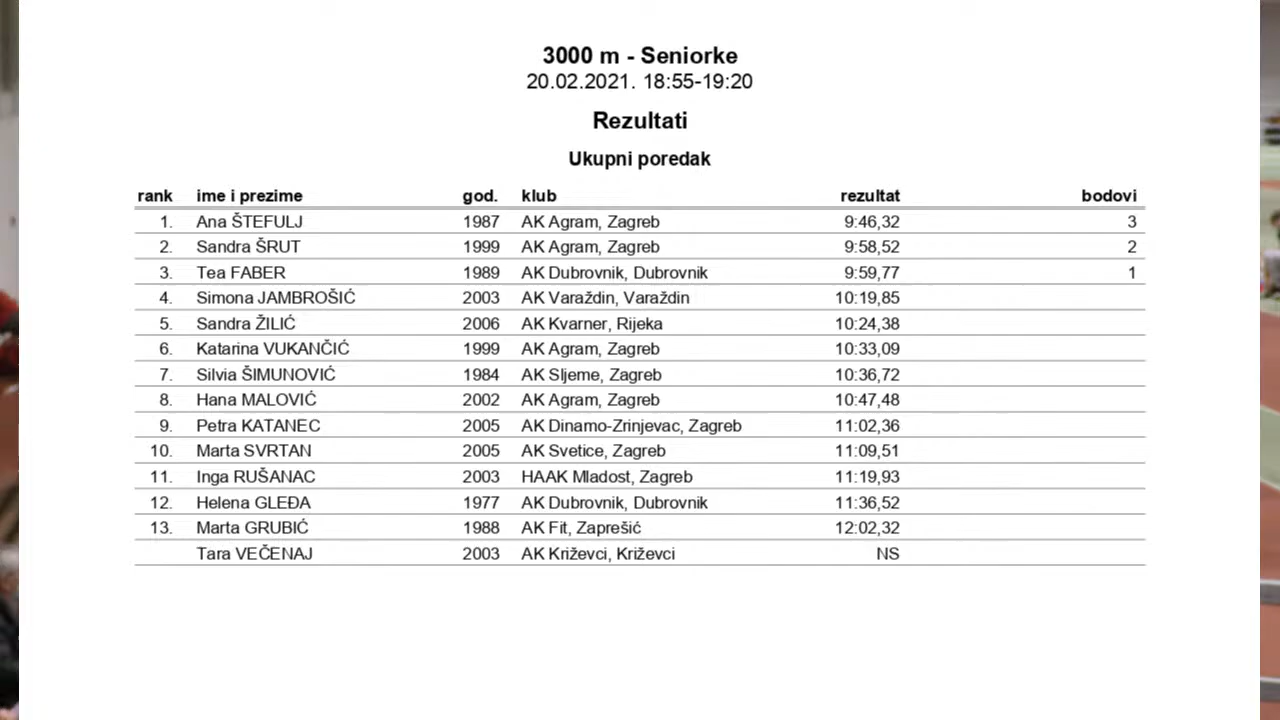 3000 m - Seniorke
20.02.2021. 18:55-19:20
Rezultati
Ukupni poredak
rank ime i prezime god. klub rezultat bodovi
1. Ana ŠTEFULJ 1987 AK Agram, Zagreb 9:46,32 3
2. Sandra ŠRUT 1999 AK Agram, Zagreb 9:58,52 2
3. Tea FABER 1989 AK Dubrovnik, Dubrovnik 9:59,77 1
4. Simona JAMBROŠIĆ 2003 AK Varaždin, Varaždin 10:19,85
5. Sandra ŽILIĆ 2006 AK Kvarner, Rijeka 10:24,38
6. Katarina VUKANČIĆ 1999 AK Agram, Zagreb 10:33,09
7. Silvia ŠIMUNOVIĆ 1984 AK Sljeme, Zagreb 10:36,72
8. Hana MALOVIĆ 2002 AK Agram, Zagreb 10:47,48
9. Petra KATANEC 2005 AK Dinamo-Zrinjevac, Zagreb 11:02,36
10. Marta SVRTAN 2005 AK Svetice, Zagreb 11:09,51
11. Inga RUŠANAC 2003 HAAK Mladost, Zagreb 11:19,93
12. Helena GLEĐA 1977 AK Dubrovnik, Dubrovnik 11:36,52
13. Marta GRUBIĆ 1988 AK Fit, Zaprešić 12:02,32
Tara VEČENAJ 2003 AK Križevci, Križevci NS